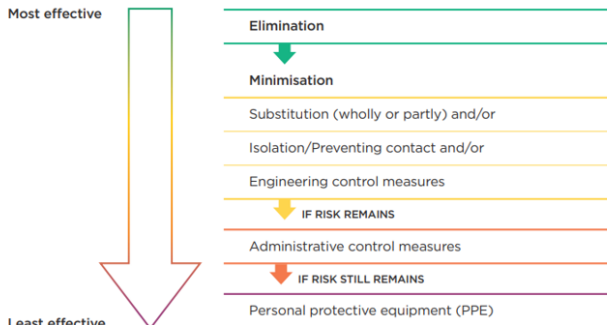 Most effective
Elimination
Minimisation
Substitution (wholly or partly) and/or
Isolation/Preventing contact and/or
Engineering control measures
IF RISK REMAINS
Administrative control measures
IF RISK STILL REMAINS
Personal protective equipment (PPE)
Least effective